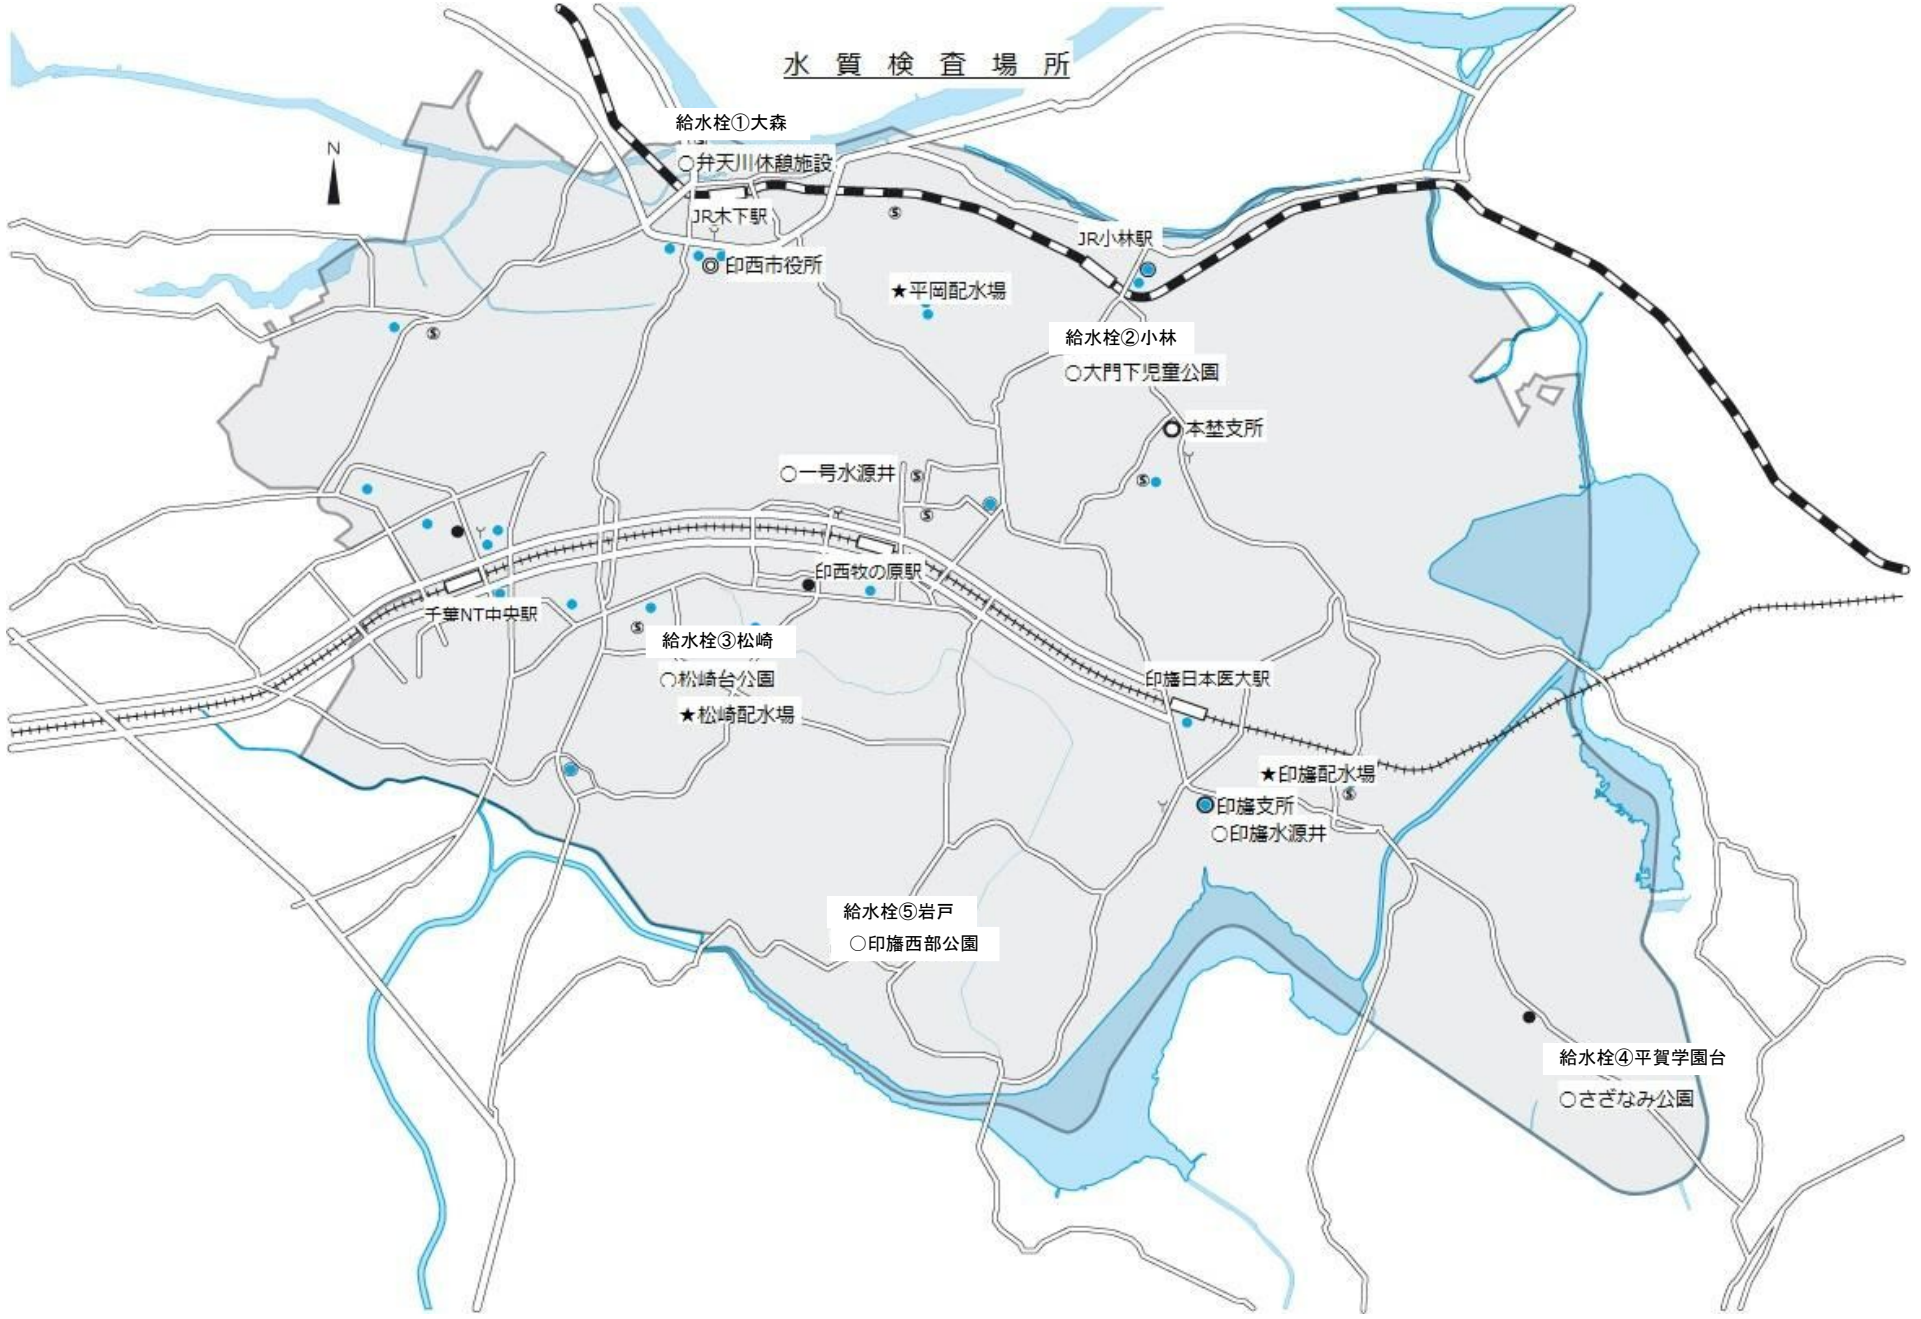 水質検査場所
給水栓①大森
○弁天川休憩施設
N
JR木下駅
JR小林駅
◎印西市役所
★平岡配水場
給水栓②小林
○大門下児童公園
本埜支所
○一号水源井
印西牧の原駅
千葉NT中央駅
給水栓③松崎
○松崎台公園
★松崎配水場
印旛日本医大駅
★印旛配水場
印旛支所
○印旛水源井
給水栓⑤岩戸
○印旛西部公園
給水栓④平賀学園台
○さざなみ公園